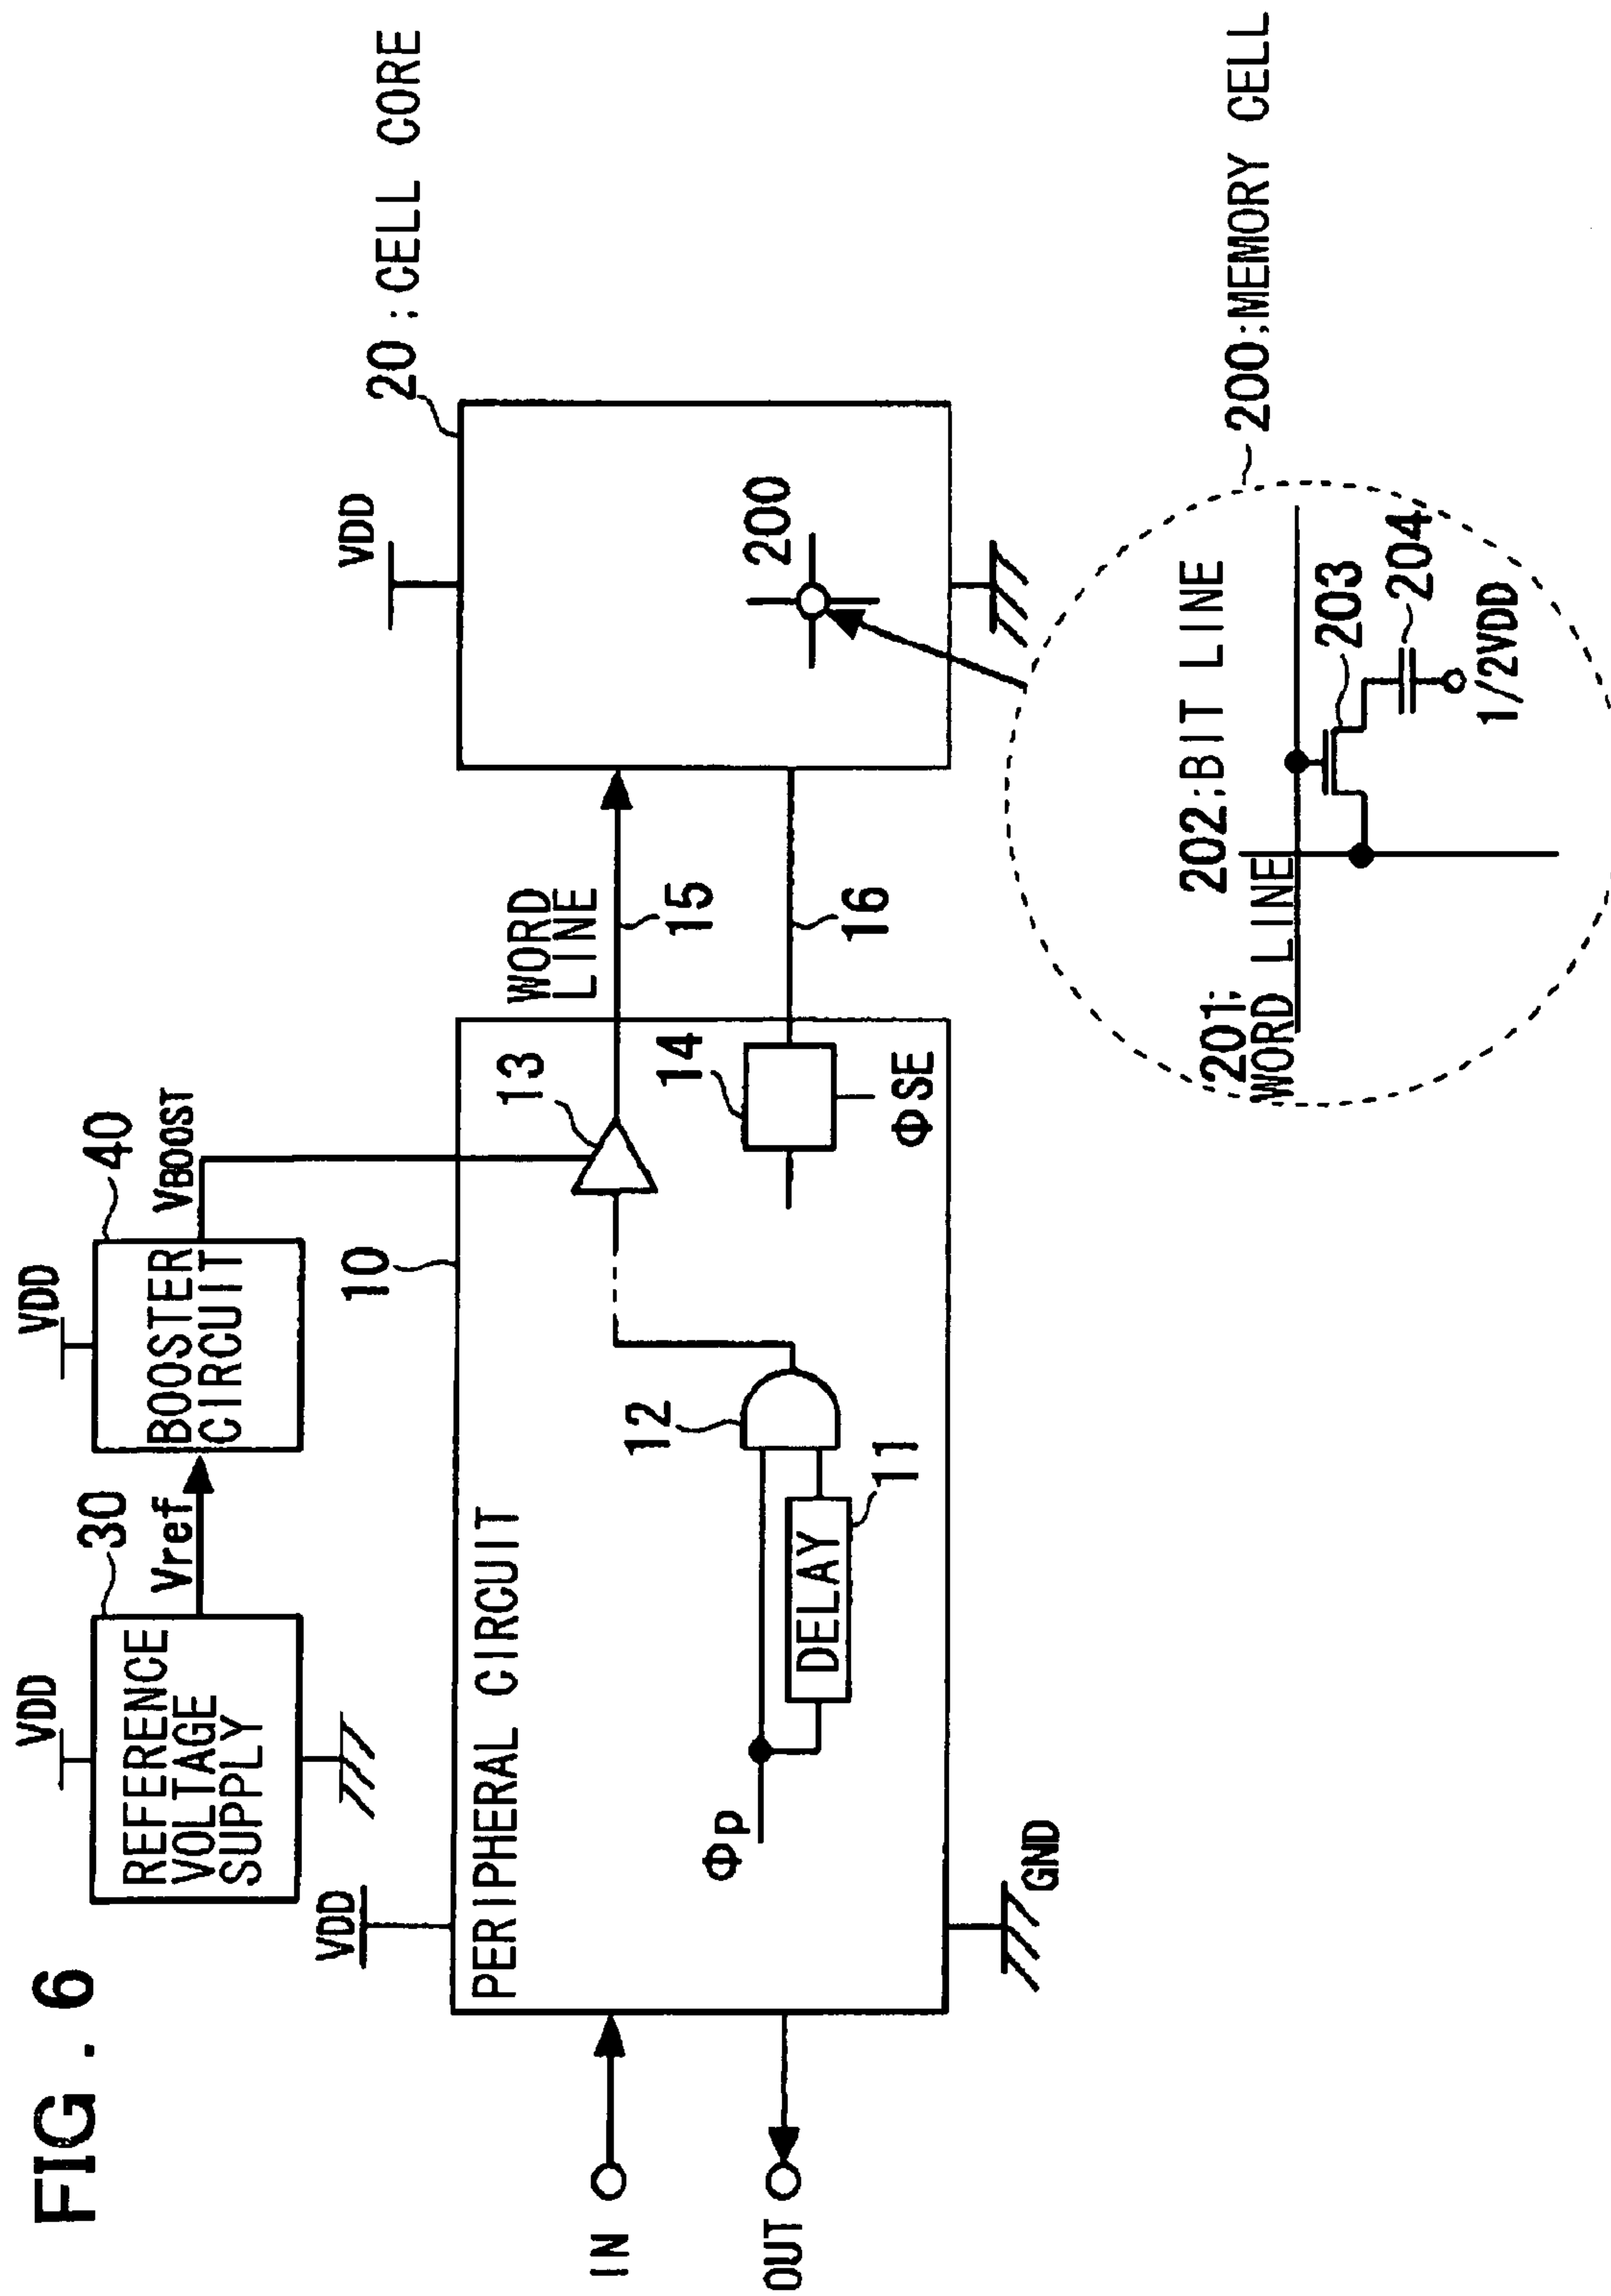 FIG. 6
VDD
REFERENCE
VOLTAGE
SUPPLY
30
Vref
VDD
BOOSTER
CIRCUIT
40
VBOOST
VDD
PERIPHERAL CIRCUIT
10
IN
OUT
Φp
DELAY
11
12
13
14
ΦSE
GND
WORD
LINE
15
16
VDD
20:CELL CORE
200
201:
WORD LINE
202:BIT LINE
203
204
1/2VDD
200:MEMORY CELL